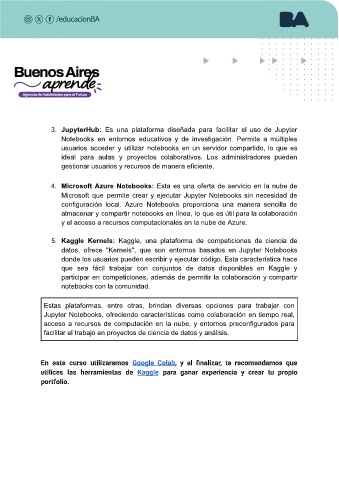 /educacionBA
BA
Buenos Aires
aprende
Agencia de Habilidades para el Futuro
3. JupyterHub: Es una plataforma diseñada para facilitar el uso de Jupyter
Notebooks en entornos educativos y de investigación. Permite a múltiples
usuarios acceder y utilizar notebooks en un servidor compartido, lo que es
ideal para aulas y proyectos colaborativos. Los administradores pueden
gestionar usuarios y recursos de manera eficiente.
4. Microsoft Azure Notebooks: Esta es una oferta de servicio en la nube de
Microsoft que permite crear y ejecutar Jupyter Notebooks sin necesidad de
configuración local. Azure Notebooks proporciona una manera sencilla de
almacenar y compartir notebooks en línea, lo que es útil para la colaboración
y el acceso a recursos computacionales en la nube de Azure.
5. Kaggle Kernels: Kaggle, una plataforma de competiciones de ciencia de
datos, ofrece "Kernels", que son entornos basados en Jupyter Notebooks
donde los usuarios pueden escribir y ejecutar código. Esta característica hace
que sea fácil trabajar con conjuntos de datos disponibles en Kaggle y
participar en competiciones, además de permitir la colaboración y compartir
notebooks con la comunidad.
Estas plataformas, entre otras, brindan diversas opciones para trabajar con
Jupyter Notebooks, ofreciendo características como colaboración en tiempo real,
acceso a recursos de computación en la nube, y entornos preconfigurados para
facilitar el trabajo en proyectos de ciencia de datos y análisis.
En este curso utilizaremos Google Colab, y al finalizar, te recomendamos que
utilices las herramientas de Kaggle para ganar experiencia y crear tu propio
portfolio.